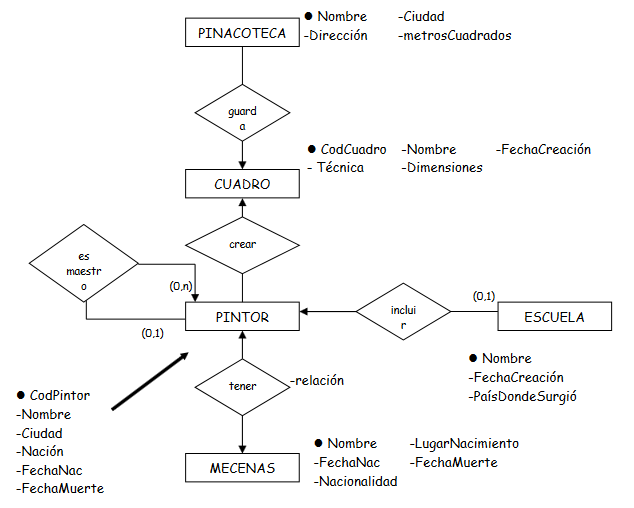 ● Nombre -Ciudad
PINACOTECA
-Dirección -metrosCuadrados
guard
a
● CodCuadro -Nombre -FechaCreación
- Técnica -Dimensiones
CUADRO
crear
es
maestr
o
(0,n)
(0,1)
PINTOR
inclui
r
(0,1)
ESCUELA
● Nombre
-FechaCreación
-PaísDondeSurgió
tener
-relación
● CodPintor
-Nombre
-Ciudad
-Nación
-FechaNac
-FechaMuerte
● Nombre -LugarNacimiento
-FechaNac -FechaMuerte
-Nacionalidad
MECENAS